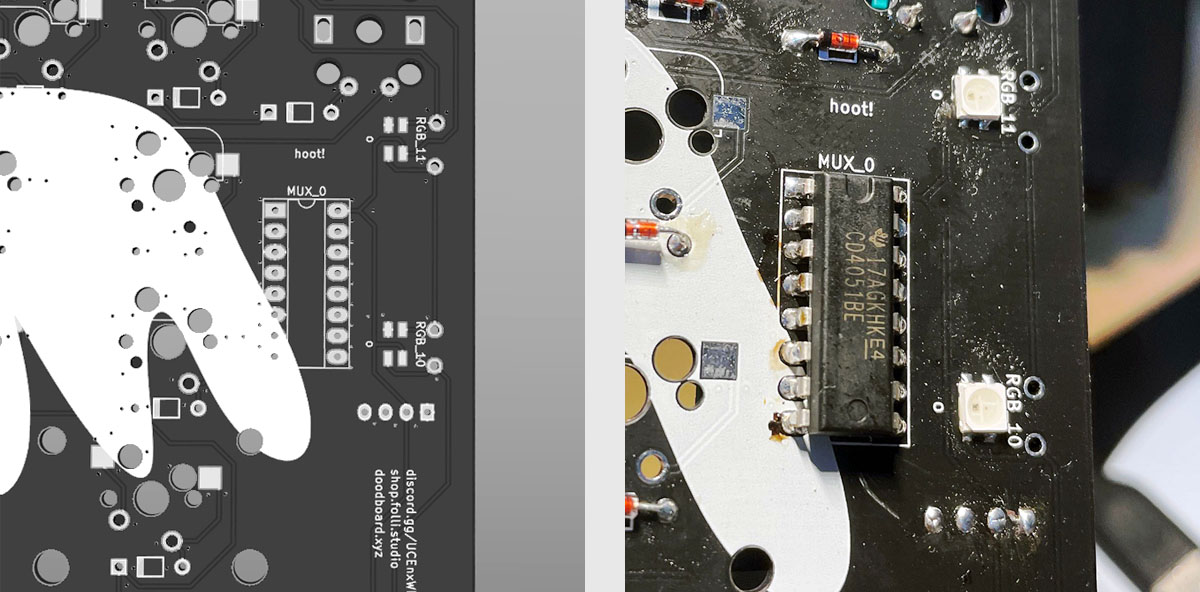 hoot!
RGB_11
MUX_0
RGB_10
discord.gg/UCEnxW
shop.folli.studio
doodboard.xyz
hoot!
RGB_11
MUX_0
17AGKHKE4
CD4051BE
RGB_10